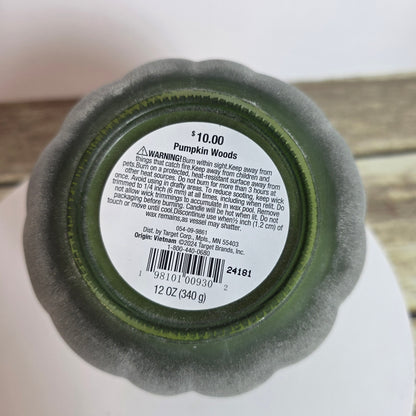 $10.00
Pumpkin Woods
⚠WARNING! Burn within sight.Keep away from
things that catch fire.Keep away from children and
pets.Burn on a protected, heat-resistant surface away from
other heat sources. Do not burn for more than 3 hours at
once. Avoid using in drafty areas. To reduce sooting, keep wick
trimmed to 1/4 inch (6 mm) at all times, including when relit. Do
not allow wick trimmings to accumulate in wax pool. Remove
packaging before burning. Candle will be hot when lit. Do not
touch or move until cool.Discontinue use when½ inch (1.2 cm) of
wax remains,as vessel may shatter.
054-09-9861
Dist. by Target Corp., Mpls., MN 55403
Origin: Vietnam ©2024 Target Brands, Inc.
1-800-440-0680
24161
1 98101 00930 2
12 OZ (340 g)